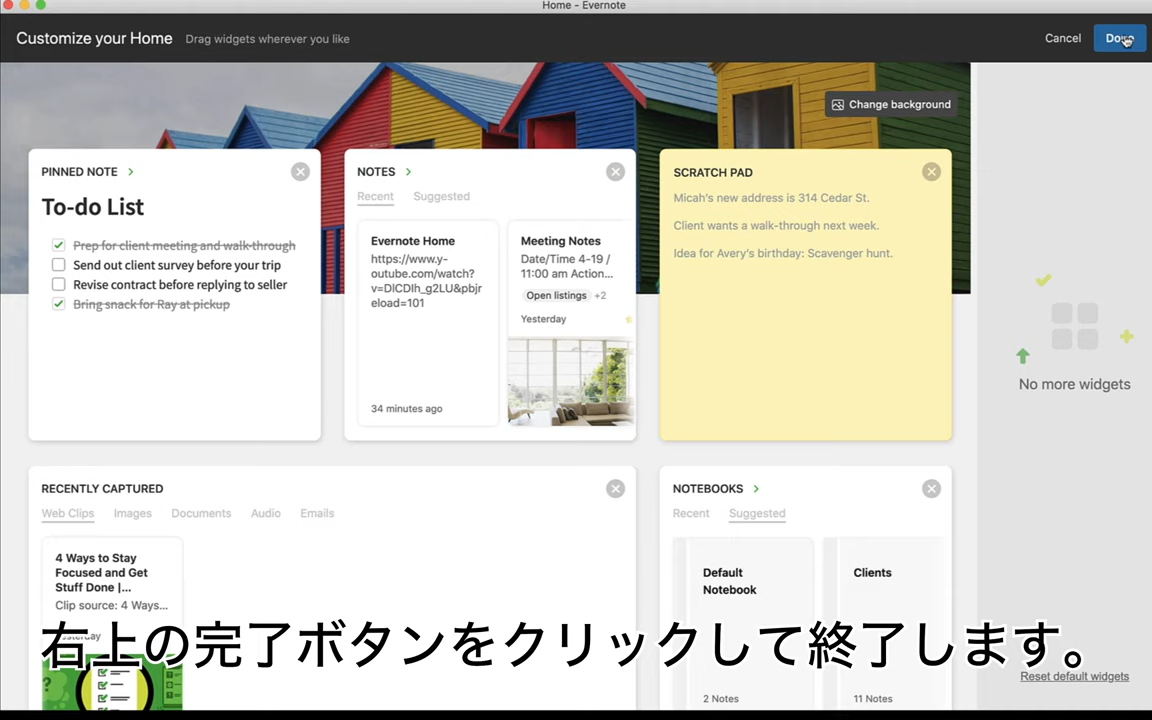 Home - Evernote
Customize your Home
Drag widgets wherever you like
Cancel
Change background
PINNED NOTE >
To-do List
Prep for client meeting and walk-through
Send out client survey before your trip
Revise contract before replying to seller
Bring snack for Ray at pickup
NOTES >
Recent Suggested
Evernote Home
https://www.y-
outube.com/watch?
v=DlCDIh_g2LU&pbjr
eload=101
34 minutes ago
Meeting Notes
Date/Time 4-19 /
11:00 am Action...
Open listings +2
Yesterday
SCRATCH PAD
Micah's new address is 314 Cedar St.
Client wants a walk-through next week.
Idea for Avery's birthday: Scavenger hunt.
No more widgets
RECENTLY CAPTURED
Web Clips Images Documents Audio Emails
4 Ways to Stay
Focused and Get
Stuff Done |...
Clip source: 4 Ways...
NOTEBOOKS >
Recent Suggested
Default
Notebook
2 Notes
Clients
11 Notes
右上の完了ボタンをクリックして終了します。
Reset default widgets